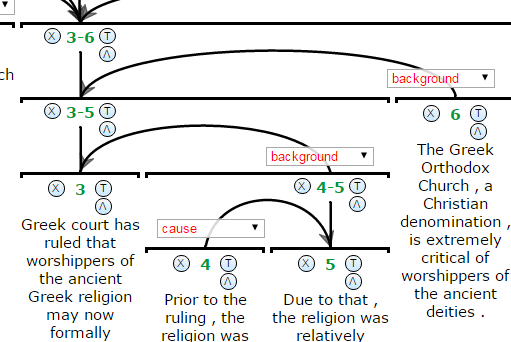 X 3-6 T
Λ
ch
background
X 3-5 T
Λ
X 6 T
Λ
background
X 3 T
Λ
X 4-5 T
Λ
The Greek
Orthodox
Church , a
Christian
denomination ,
is extremely
critical of
worshippers of
the ancient
deities .
Greek court has
ruled that
worshippers of
the ancient
Greek religion
may now
formally
cause
X 4 T
Λ
X 5 T
Λ
Prior to the
ruling , the
religion was
Due to that ,
the religion was
relatively